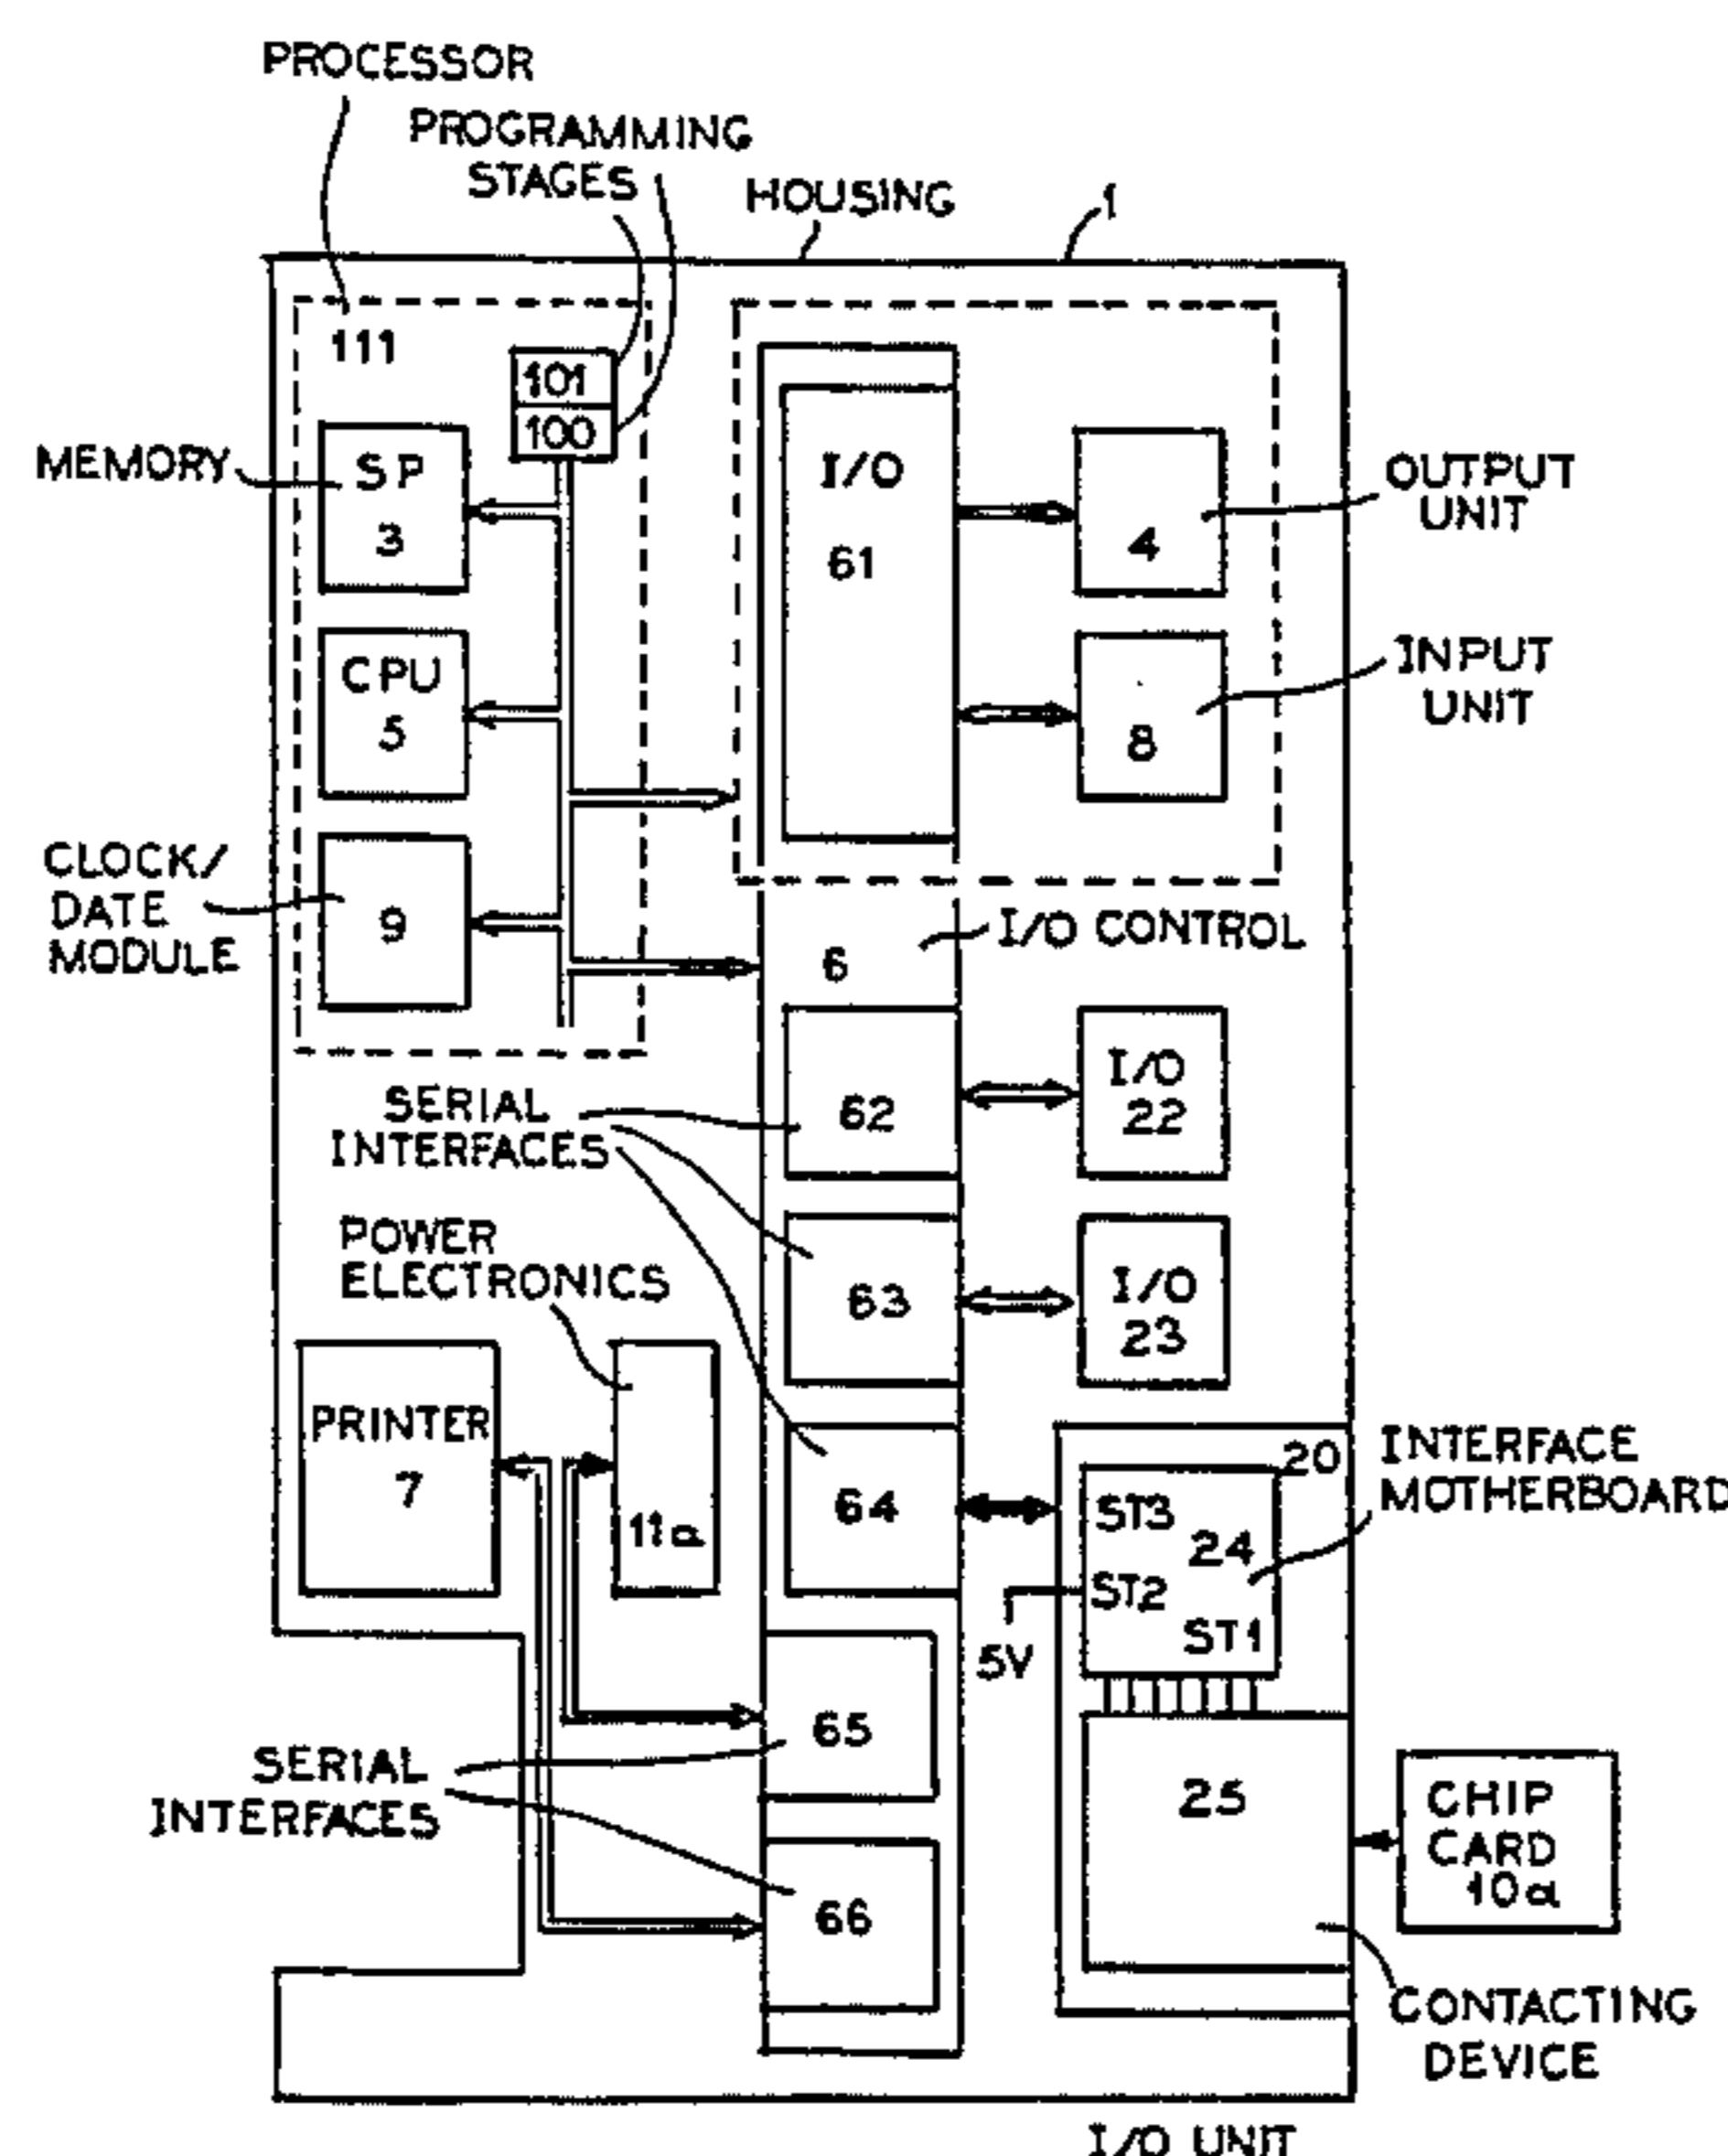 PROCESSOR
PROGRAMMING
STAGES
HOUSING
1
111
101
100
MEMORY
SP
3
I/O
61
4
OUTPUT
UNIT
CPU
5
8
INPUT
UNIT
CLOCK/
DATE
MODULE
9
6
I/O CONTROL
SERIAL
INTERFACES
62
I/O
22
POWER
ELECTRONICS
63
I/O
23
PRINTER
7
11a
64
20
ST3
24
ST2
ST1
INTERFACE
MOTHERBOARD
5V
65
25
SERIAL
INTERFACES
CHIP
CARD
10a
66
CONTACTING
DEVICE
I/O UNIT